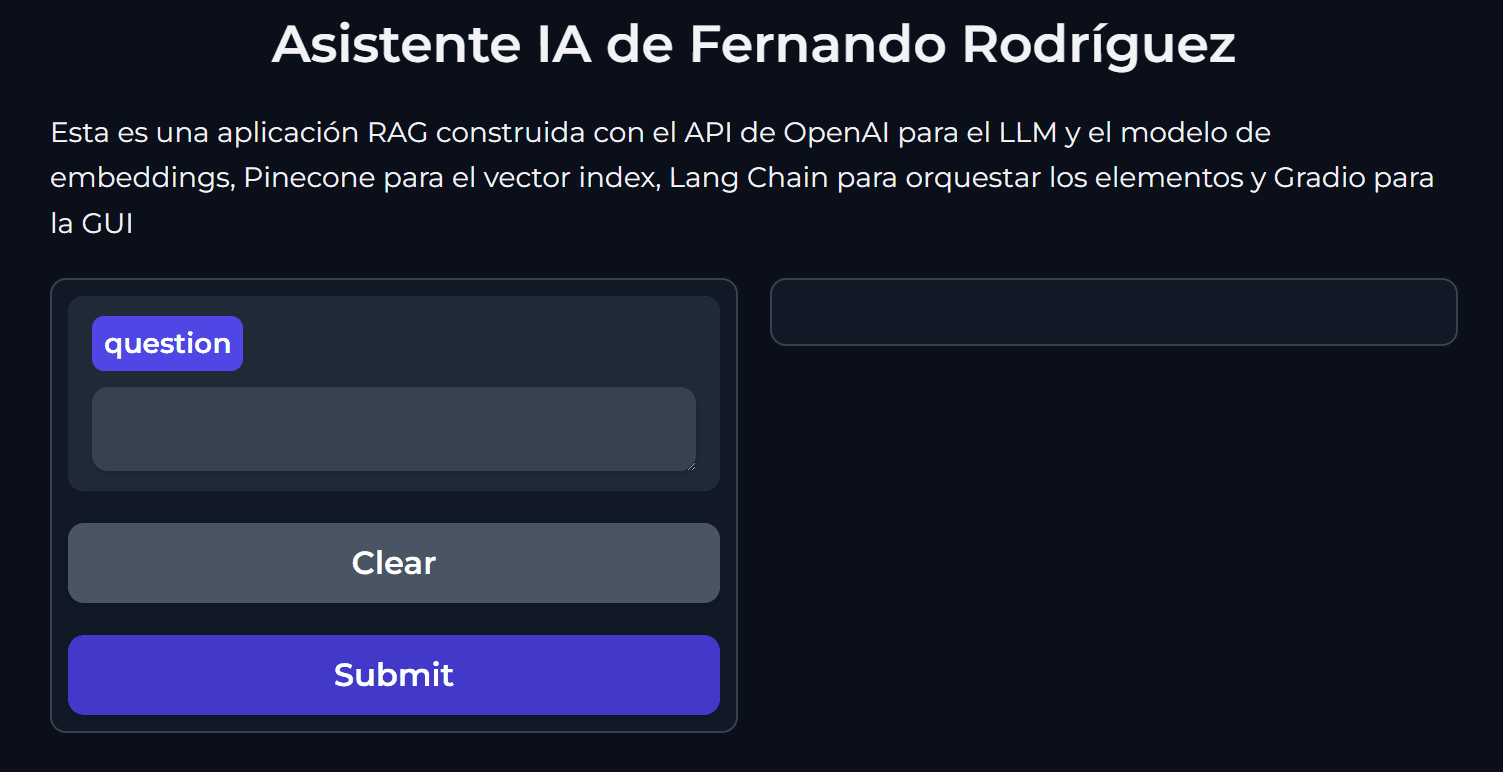 Asistente IA de Fernando Rodríguez
Esta es una aplicación RAG construida con el API de OpenAI para el LLM y el modelo de
embeddings, Pinecone para el vector index, Lang Chain para orquestar los elementos y Gradio para
la GUI
question
Clear
Submit